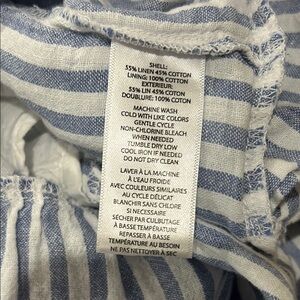 SHELL:
55% LINEN 45% COTTON
LINING: 100% COTTON
EXTERIEUR:
55% LIN 45% COTON
DOUBLURE: 100% COTON
MACHINE WASH
COLD WITH LIKE COLORS
GENTLE CYCLE
NON-CHLORINE BLEACH
WHEN NEEDED
TUMBLE DRY LOW
COOL IRON IF NEEDED
DO NOT DRY CLEAN
LAVER À LA MACHINE
À L'EAU FROIDE
AVEC COULEURS SIMILAIRES
AU CYCLE DÉLICAT
BLANCHIR SANS CHLORE
SI NECESSAIRE
SÉCHER PAR CULBUTAGE
À BASSE TEMPÉRATURE
REPASSER À BASSE
TEMPÉRATURE AU BESOIN
NE PAS NETTOYER À SEC